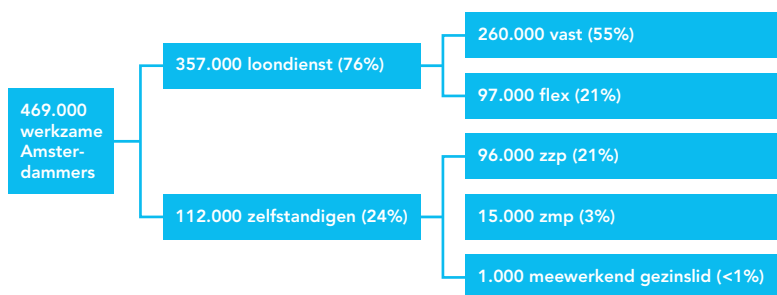 469.000
werkzame
Amster-
dammers
357.000 loondienst (76%)
260.000 vast (55%)
97.000 flex (21%)
112.000 zelfstandigen (24%)
96.000 zzp (21%)
15.000 zmp (3%)
1.000 meewerkend gezinslid (<1%)